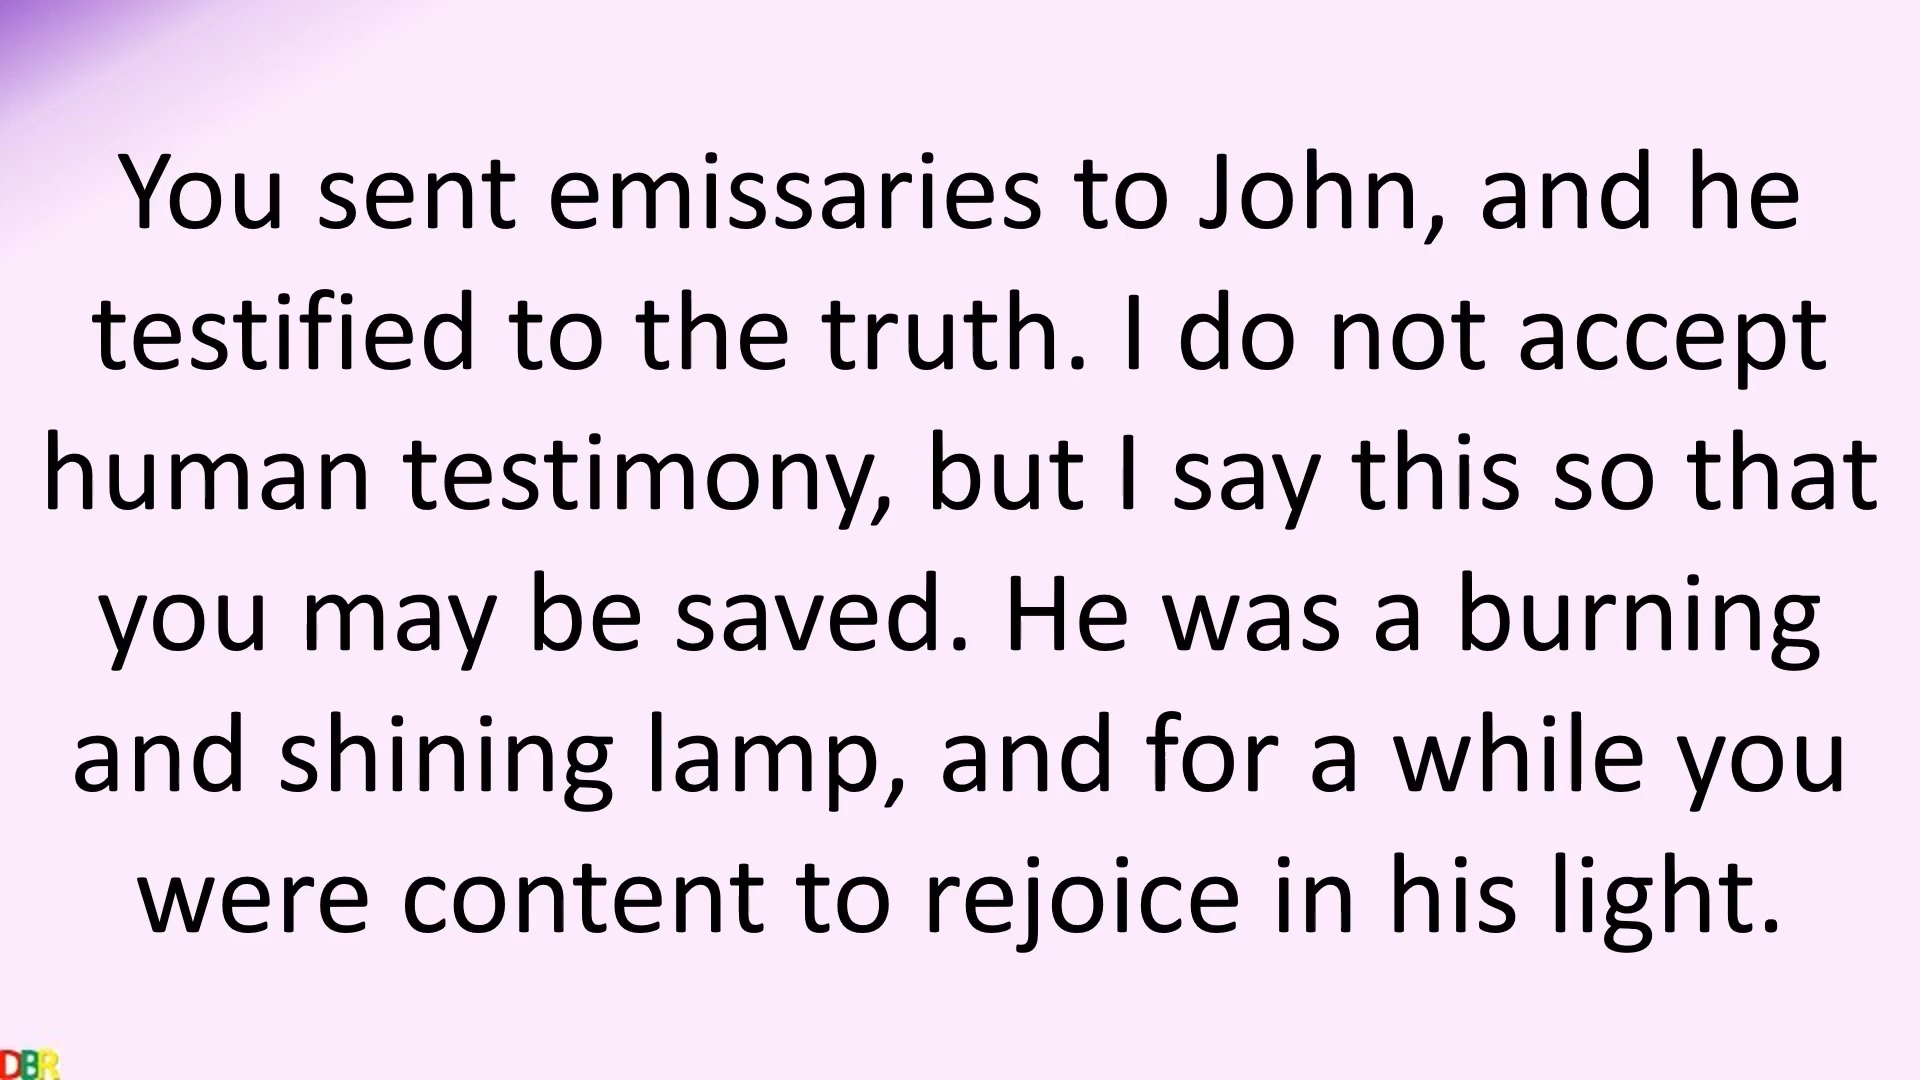 You sent emissaries to John, and he
testified to the truth. I do not accept
human testimony, but I say this so that
you may be saved. He was a burning
and shining lamp, and for a while you
were content to rejoice in his light.
DBR